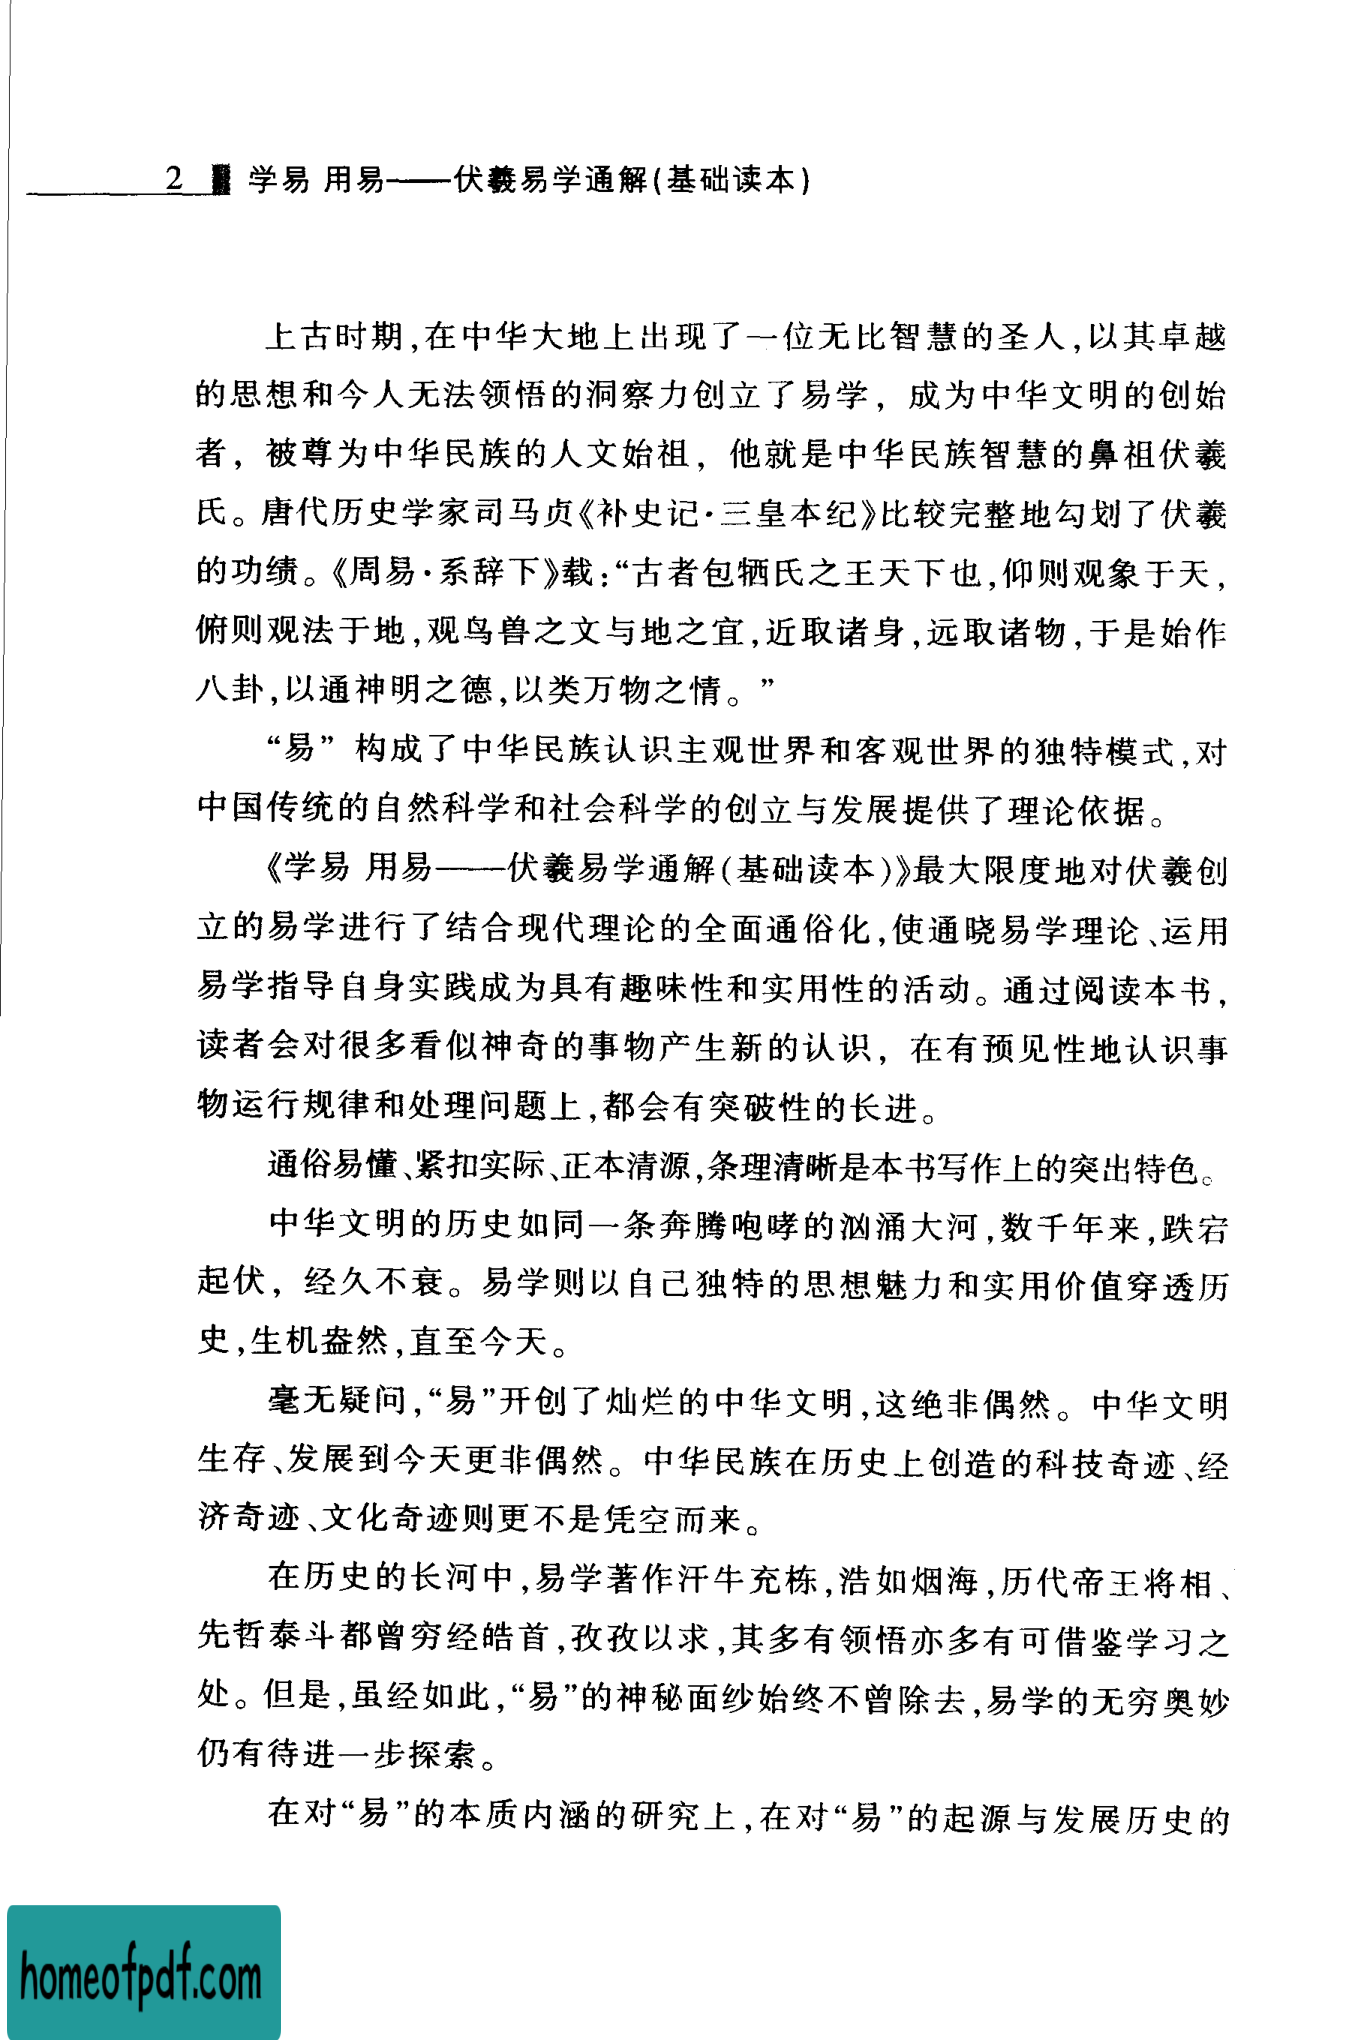 2 学易 用易——伏羲易学通解(基础读本)
上古时期,在中华大地上出现了一位无比智慧的圣人,以其卓越
的思想和今人无法领悟的洞察力创立了易学，成为中华文明的创始
者，被尊为中华民族的人文始祖，他就是中华民族智慧的鼻祖伏羲
氏。唐代历史学家司马贞《补史记·三皇本纪》比较完整地勾划了伏羲
的功绩。《周易·系辞下》载:“古者包牺氏之王天下也,仰则观象于天,
俯则观法于地,观鸟兽之文与地之宜,近取诸身,远取诸物,于是始作
八卦,以通神明之德,以类万物之情。”
“易” 构成了中华民族认识主观世界和客观世界的独特模式,对
中国传统的自然科学和社会科学的创立与发展提供了理论依据。
《学易 用易——伏羲易学通解(基础读本)》最大限度地对伏羲创
立的易学进行了结合现代理论的全面通俗化,使通晓易学理论、运用
易学指导自身实践成为具有趣味性和实用性的活动。通过阅读本书,
读者会对很多看似神奇的事物产生新的认识，在有预见性地认识事
物运行规律和处理问题上,都会有突破性的长进。
通俗易懂、紧扣实际、正本清源,条理清晰是本书写作上的突出特色。
中华文明的历史如同一条奔腾咆哮的汹涌大河,数千年来,跌宕
起伏，经久不衰。易学则以自己独特的思想魅力和实用价值穿透历
史,生机盎然,直至今天。
毫无疑问,“易”开创了灿烂的中华文明,这绝非偶然。中华文明
生存、发展到今天更非偶然。中华民族在历史上创造的科技奇迹、经
济奇迹、文化奇迹则更不是凭空而来。
在历史的长河中,易学著作汗牛充栋,浩如烟海,历代帝王将相、
先哲泰斗都曾穷经皓首,孜孜以求,其多有领悟亦多有可借鉴学习之
处。但是,虽经如此,“易”的神秘面纱始终不曾除去,易学的无穷奥妙
仍有待进一步探索。
在对“易”的本质内涵的研究上,在对“易”的起源与发展历史的
homeofpdf.com